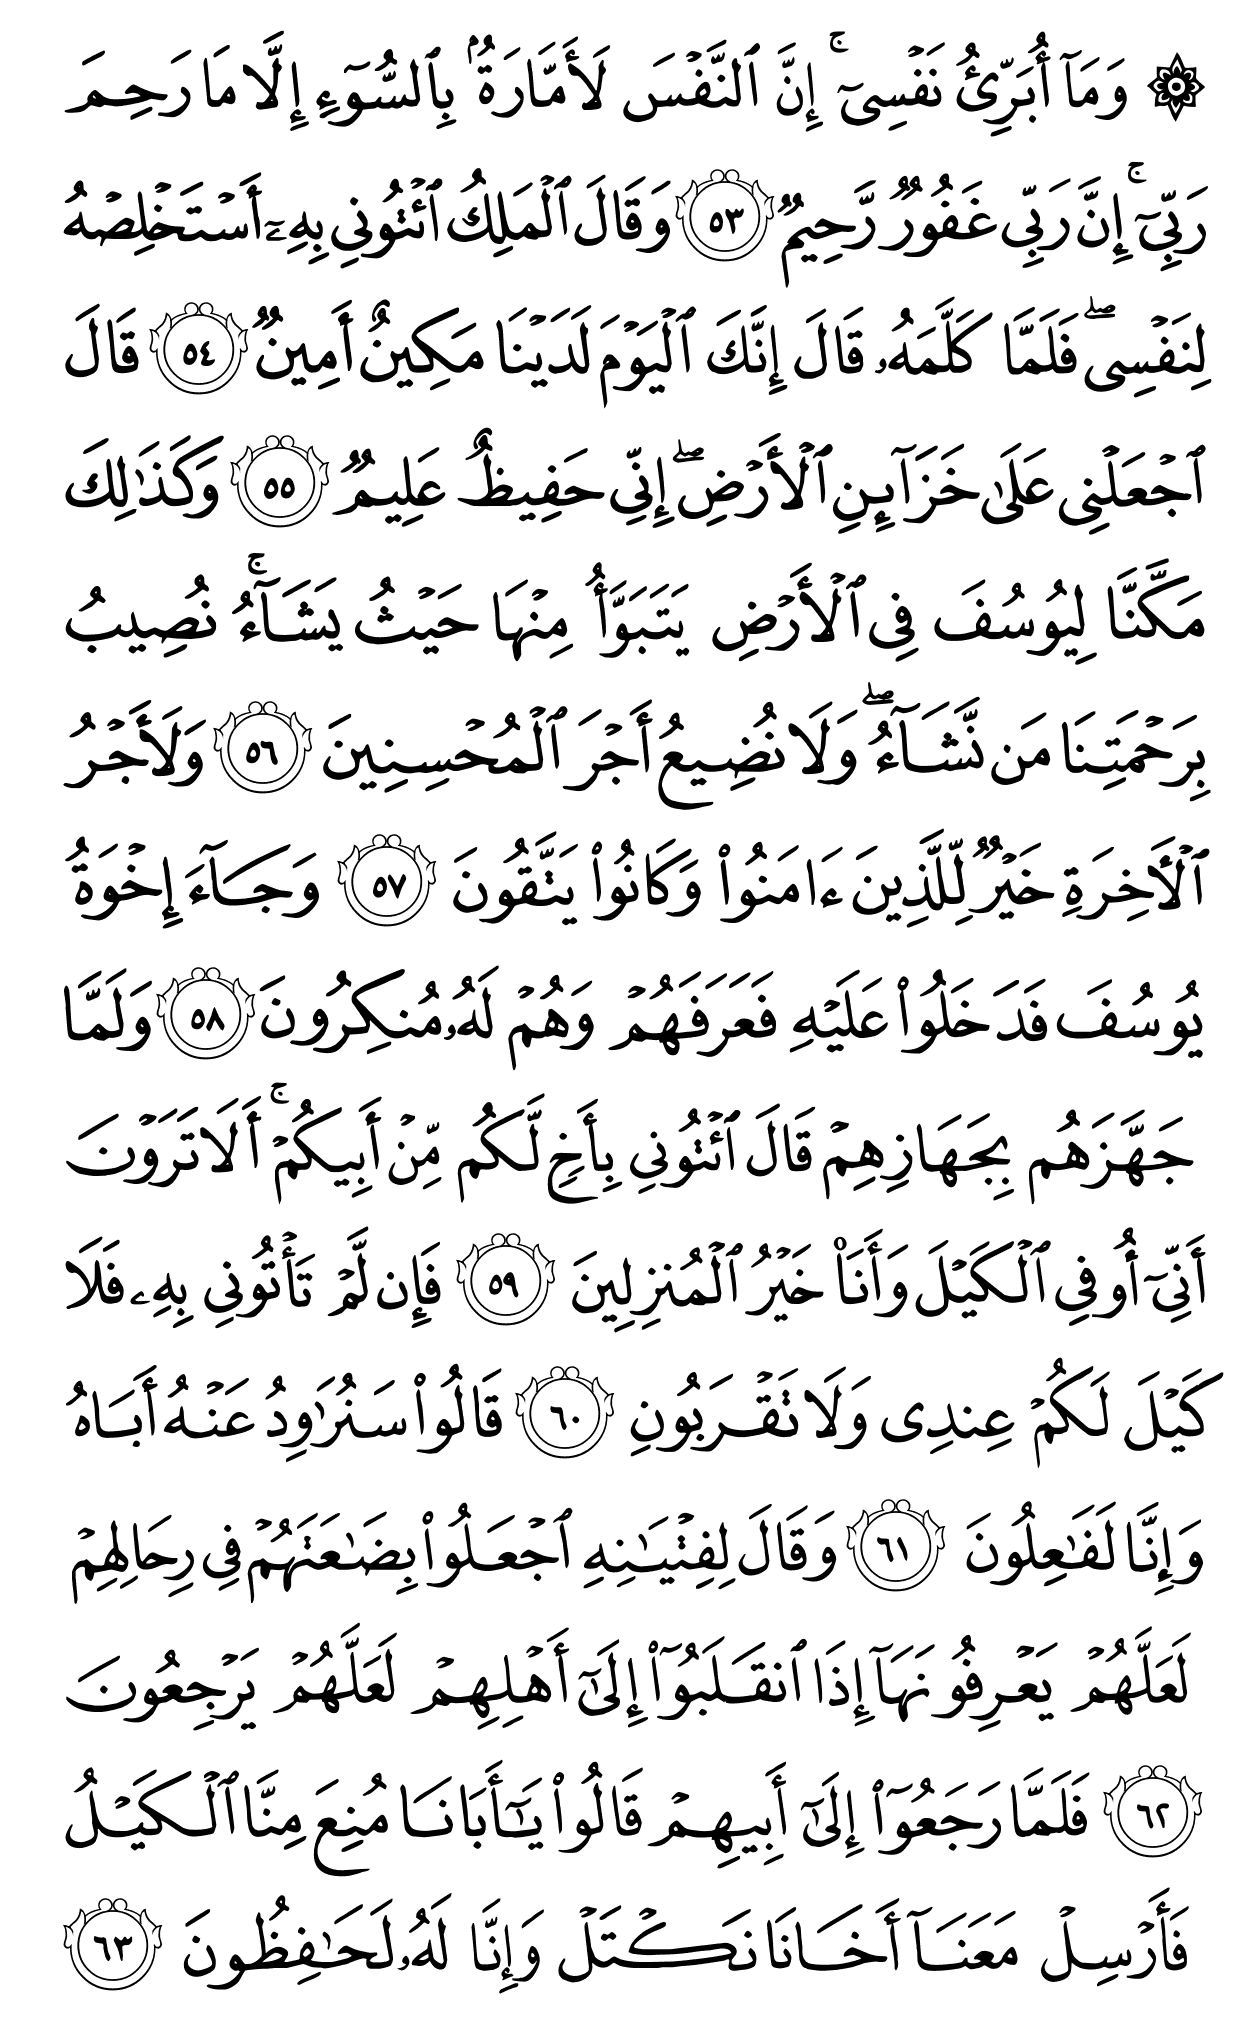 ۞ وَمَآ أُبَرِّئُ نَفۡسِيٓۚ إِنَّ ٱلنَّفۡسَ لَأَمَّارَةُۢ بِٱلسُّوٓءِ إِلَّا مَا رَحِمَ
رَبِّيٓۚ إِنَّ رَبِّي غَفُورٞ رَّحِيمٞ ٥٣ وَقَالَ ٱلۡمَلِكُ ٱئۡتُونِي بِهِۦٓ أَسۡتَخۡلِصۡهُ
لِنَفۡسِيۖ فَلَمَّا كَلَّمَهُۥ قَالَ إِنَّكَ ٱلۡيَوۡمَ لَدَيۡنَا مَكِينٌ أَمِينٞ ٥٤ قَالَ
ٱجۡعَلۡنِي عَلَىٰ خَزَآئِنِ ٱلۡأَرۡضِۖ إِنِّي حَفِيظٌ عَلِيمٞ ٥٥ وَكَذَٰلِكَ
مَكَّنَّا لِيُوسُفَ فِي ٱلۡأَرۡضِ يَتَبَوَّأُ مِنۡهَا حَيۡثُ يَشَآءُۚ نُصِيبُ
بِرَحۡمَتِنَا مَن نَّشَآءُۖ وَلَا نُضِيعُ أَجۡرَ ٱلۡمُحۡسِنِينَ ٥٦ وَلَأَجۡرُ
ٱلۡأٓخِرَةِ خَيۡرٞ لِّلَّذِينَ ءَامَنُواْ وَكَانُواْ يَتَّقُونَ ٥٧ وَجَآءَ إِخۡوَةُ
يُوسُفَ فَدَخَلُواْ عَلَيۡهِ فَعَرَفَهُمۡ وَهُمۡ لَهُۥ مُنكِرُونَ ٥٨ وَلَمَّا
جَهَّزَهُم بِجَهَازِهِمۡ قَالَ ٱئۡتُونِي بِأَخٖ لَّكُم مِّنۡ أَبِيكُمۡۚ أَلَا تَرَوۡنَ
أَنِّيٓ أُوفِي ٱلۡكَيۡلَ وَأَنَا۠ خَيۡرُ ٱلۡمُنزِلِينَ ٥٩ فَإِن لَّمۡ تَأۡتُونِي بِهِۦ فَلَا
كَيۡلَ لَكُمۡ عِندِي وَلَا تَقۡرَبُونِ ٦٠ قَالُواْ سَنُرَٰوِدُ عَنۡهُ أَبَاهُ
وَإِنَّا لَفَٰعِلُونَ ٦١ وَقَالَ لِفِتۡيَٰنِهِ ٱجۡعَلُواْ بِضَٰعَتَهُمۡ فِي رِحَالِهِمۡ
لَعَلَّهُمۡ يَعۡرِفُونَهَآ إِذَا ٱنقَلَبُوٓاْ إِلَىٰٓ أَهۡلِهِمۡ لَعَلَّهُمۡ يَرۡجِعُونَ
٦٢ فَلَمَّا رَجَعُوٓاْ إِلَىٰٓ أَبِيهِمۡ قَالُواْ يَٰٓأَبَانَا مُنِعَ مِنَّا ٱلۡكَيۡلُ
فَأَرۡسِلۡ مَعَنَآ أَخَانَا نَكۡتَلۡ وَإِنَّا لَهُۥ لَحَٰفِظُونَ ٦٣